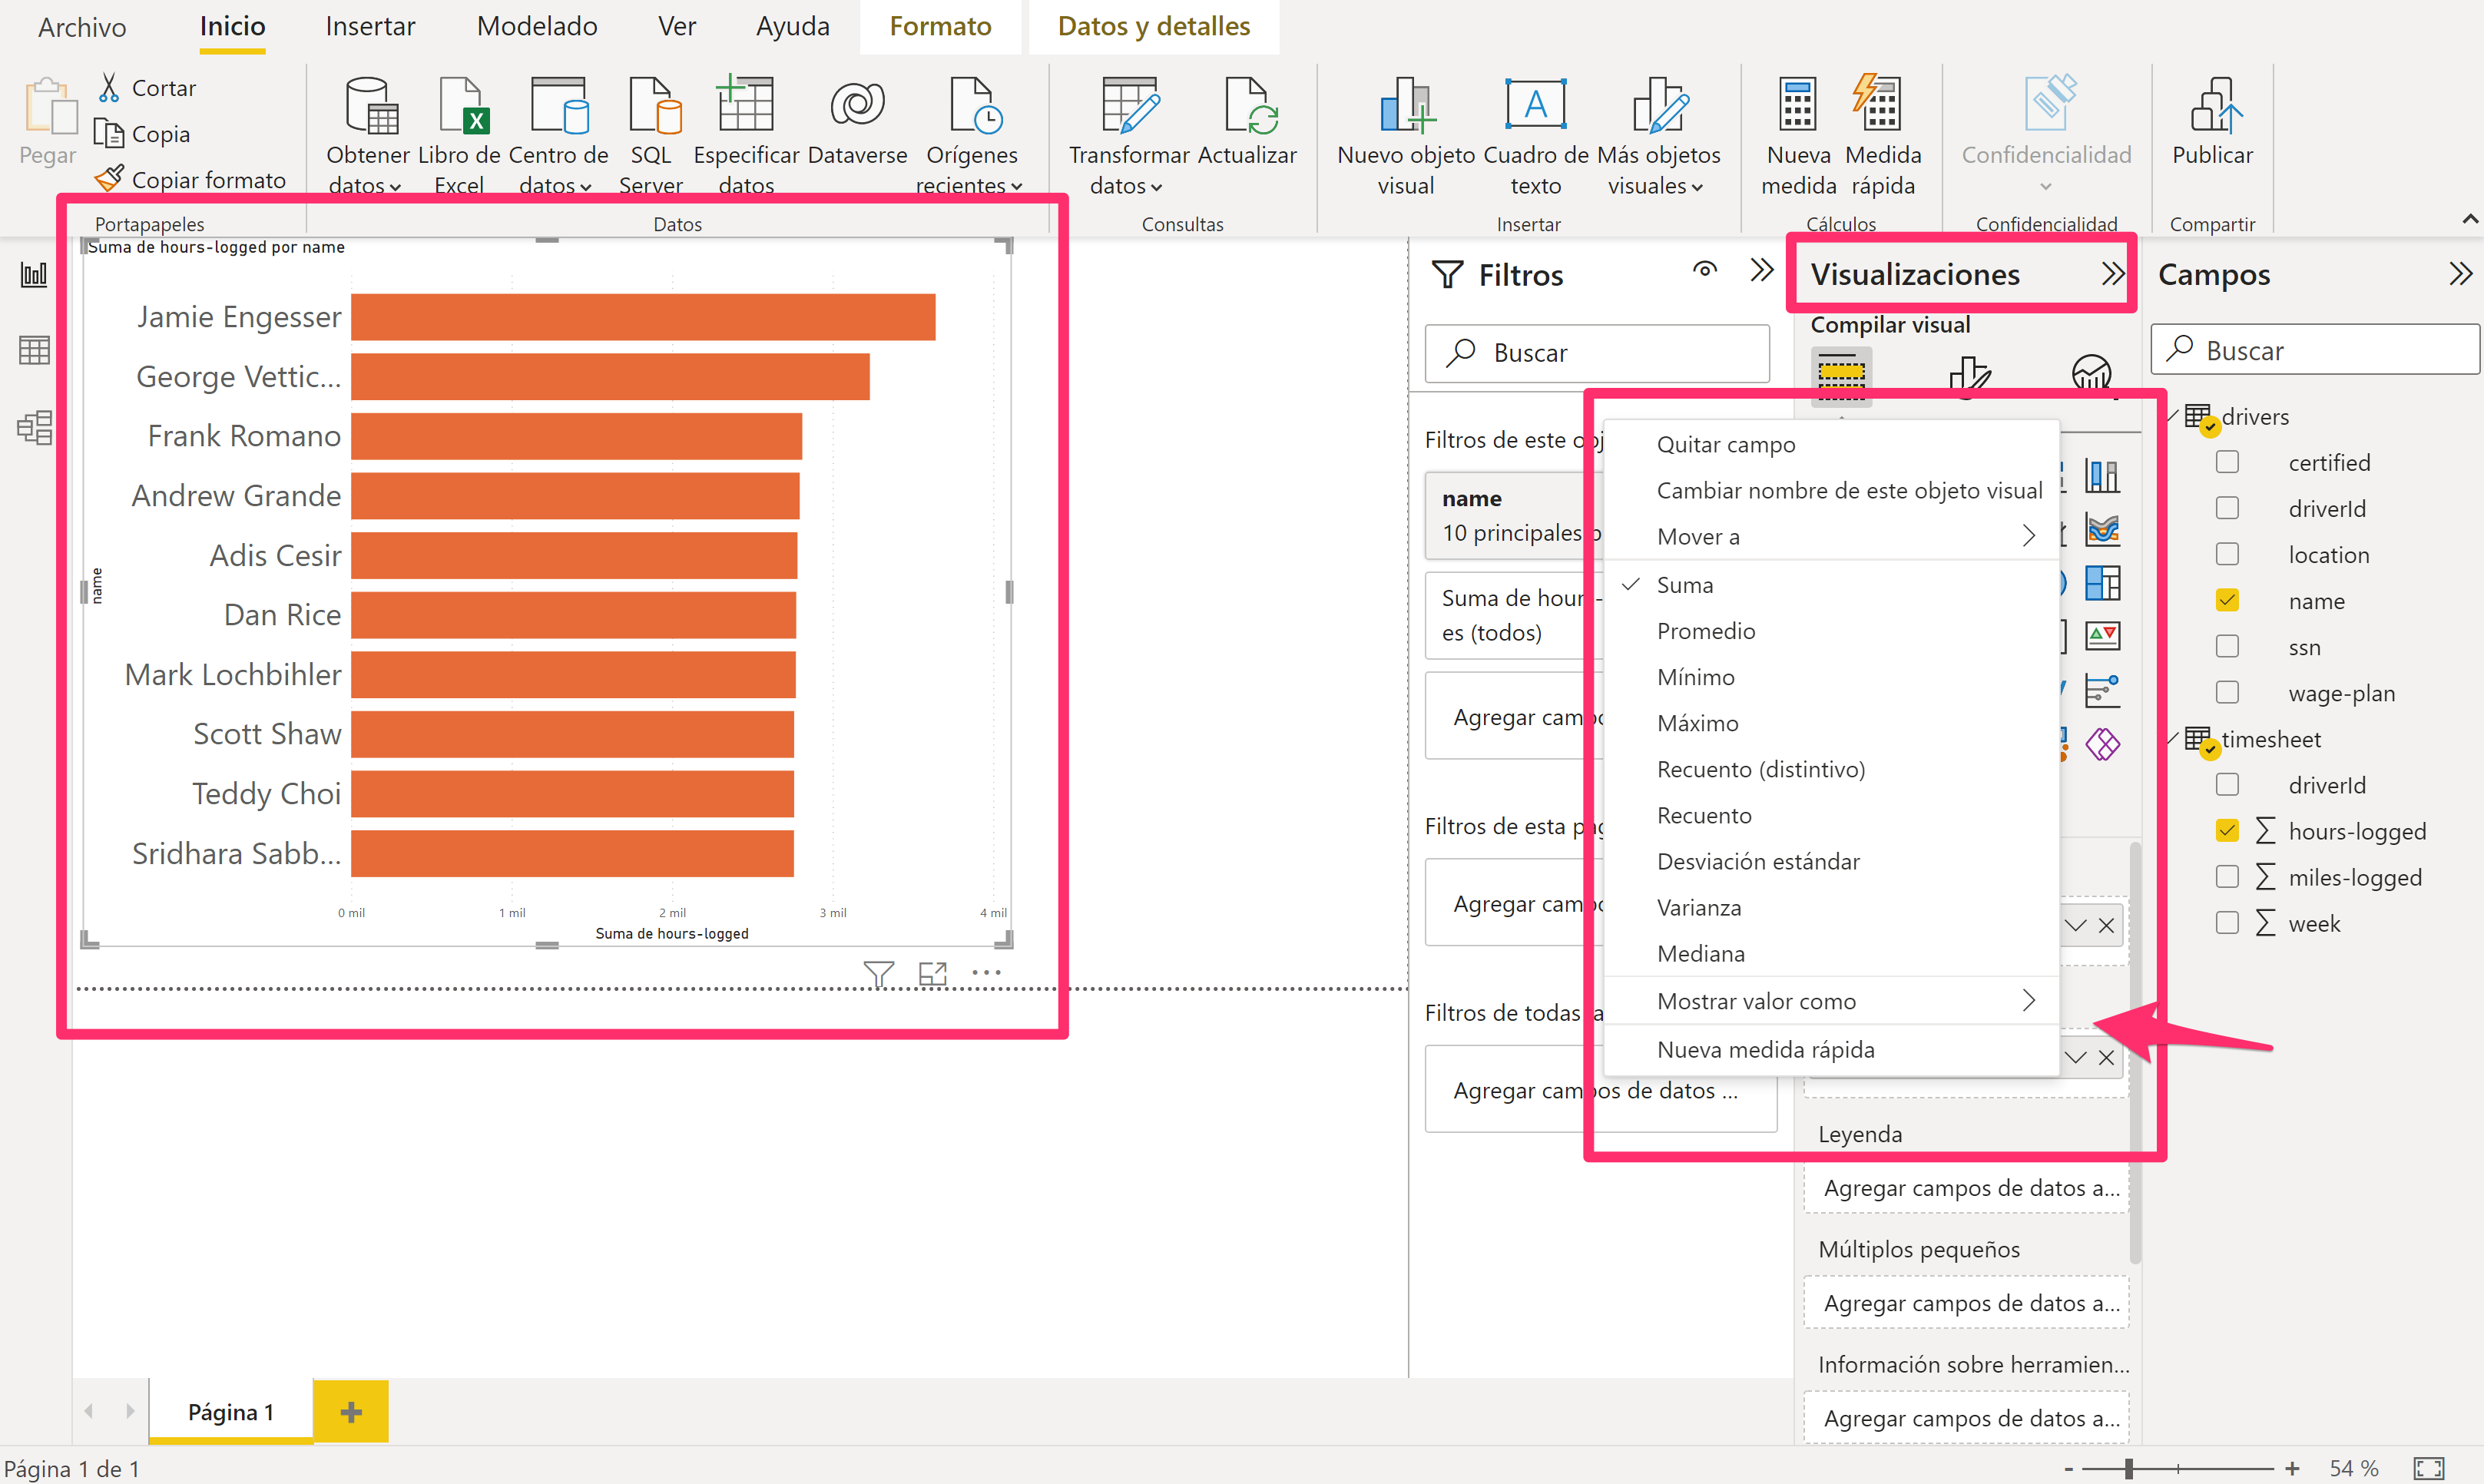 Archivo
Inicio
Insertar
Modelado
Ver
Ayuda
Formato
Datos y detalles
Pegar
Cortar
Copia
Copiar formato
Portapapeles
Obtener
datos
Libro de
Excel
Centro de
datos
SQL
Server
Especificar
datos
Dataverse
Orígenes
recientes
Datos
Transformar
datos
Actualizar
Consultas
Nuevo objeto
visual
A
Cuadro de
texto
Más objetos
visuales
Insertar
Nueva
medida
Medida
rápida
Cálculos
Confidencialidad
Confidencialidad
Publicar
Compartir
Suma de hours-logged por name
Jamie Engesser
George Vettic...
Frank Romano
Andrew Grande
Adis Cesir
Dan Rice
Mark Lochbihler
Scott Shaw
Teddy Choi
Sridhara Sabb...
name
0 mil
1 mil
2 mil
3 mil
4 mil
Suma de hours-logged
Filtros
Buscar
Filtros de este obj
name
10 principales p
Suma de hours-
es (todos)
Agregar campo
Filtros de esta pág
Agregar campo
Filtros de todas la
Agregar campos de datos ...
Visualizaciones
Compilar visual
Quitar campo
Cambiar nombre de este objeto visual
Mover a
Suma
Promedio
Mínimo
Máximo
Recuento (distintivo)
Recuento
Desviación estándar
Varianza
Mediana
Mostrar valor como
Nueva medida rápida
Leyenda
Agregar campos de datos a...
Múltiplos pequeños
Agregar campos de datos a...
Información sobre herramien...
Agregar campos de datos a...
Campos
Buscar
drivers
certified
driverId
location
name
ssn
wage-plan
timesheet
driverId
hours-logged
miles-logged
week
Página 1
Página 1 de 1
54 %